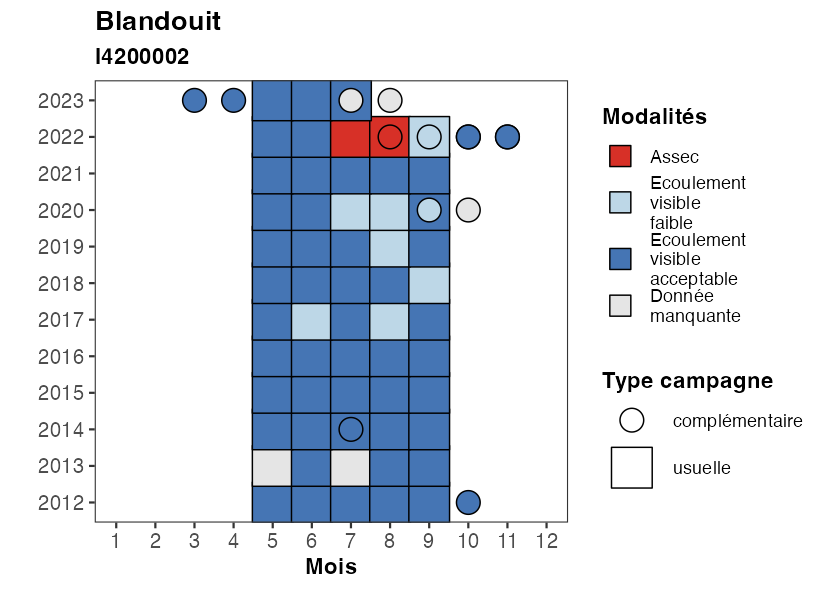 Blandouit
I4200002
2023
2022
2021
2020
2019
2018
2017
2016
2015
2014
2013
2012
1 2 3 4 5 6 7 8 9 10 11 12
Mois
Modalités
Assec
Ecoulement
visible
faible
Ecoulement
visible
acceptable
Donnée
manquante
Type campagne
complémentaire
usuelle